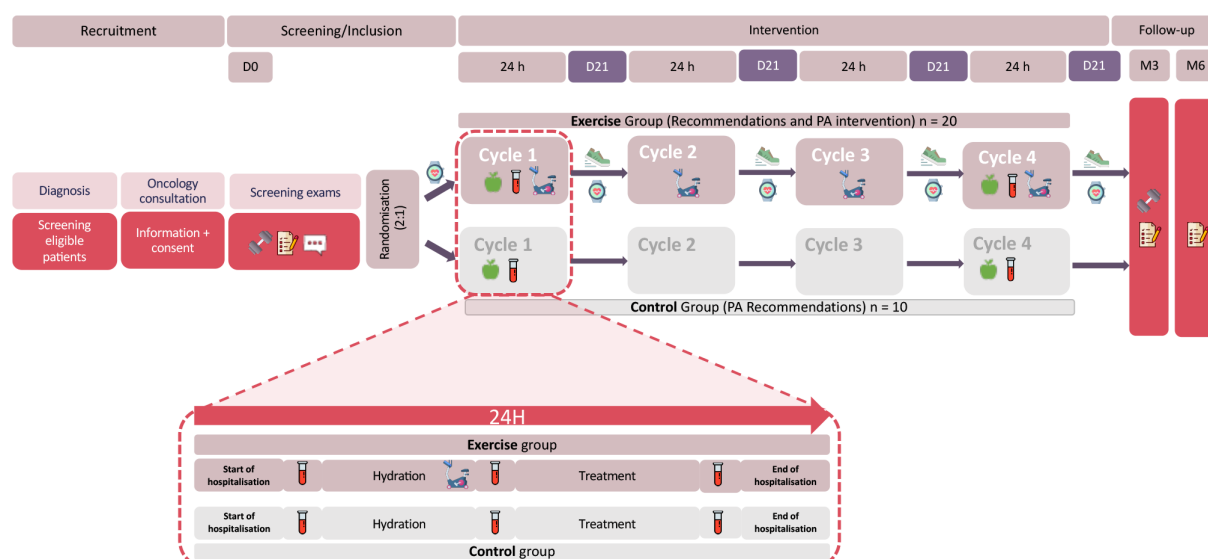 Recruitment
Screening/Inclusion
Intervention
Follow-up
D0
24 h
D21
24 h
D21
24 h
D21
24 h
D21
M3
M6
Exercise Group (Recommendations and PA intervention) n = 20
Cycle 1
Cycle 2
Cycle 3
Cycle 4
Diagnosis
Oncology
consultation
Screening exams
Randomisation
(2:1)
Screening
eligible
patients
Information +
consent
Cycle 1
Cycle 2
Cycle 3
Cycle 4
Control Group (PA Recommendations) n = 10
24H
Exercise group
Start of
hospitalisation
Hydration
Treatment
End of
hospitalisation
Start of
hospitalisation
Hydration
Treatment
End of
hospitalisation
Control group